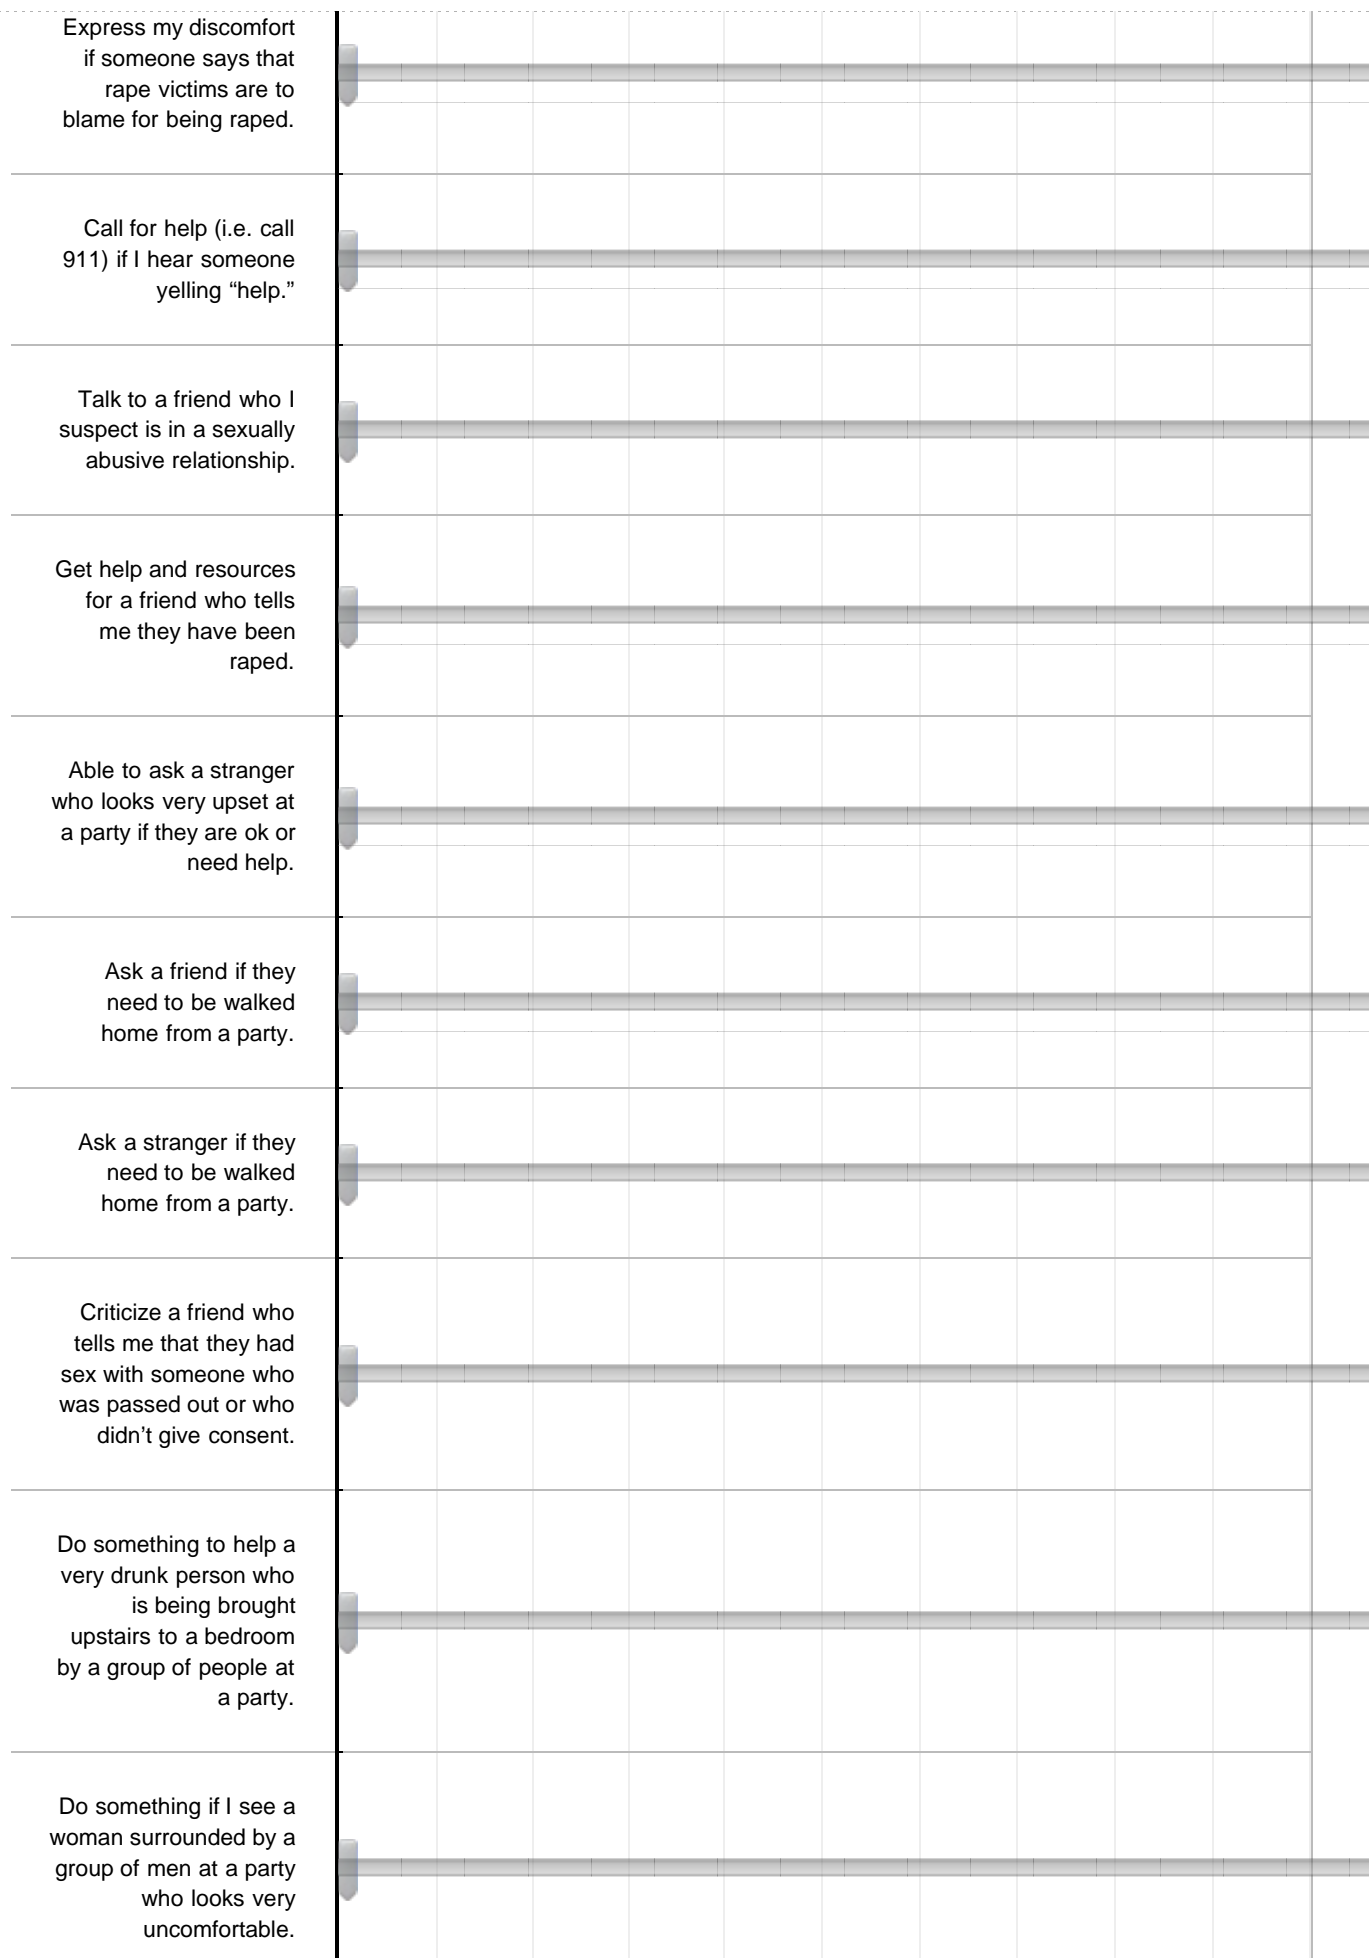 Express my discomfort
if someone says that
rape victims are to
blame for being raped.
Call for help (i.e. call
911) if I hear someone
yelling “help.”
Talk to a friend who I
suspect is in a sexually
abusive relationship.
Get help and resources
for a friend who tells
me they have been
raped.
Able to ask a stranger
who looks very upset at
a party if they are ok or
need help.
Ask a friend if they
need to be walked
home from a party.
Ask a stranger if they
need to be walked
home from a party.
Criticize a friend who
tells me that they had
sex with someone who
was passed out or who
didn’t give consent.
Do something to help a
very drunk person who
is being brought
upstairs to a bedroom
by a group of people at
a party.
Do something if I see a
woman surrounded by a
group of men at a party
who looks very
uncomfortable.